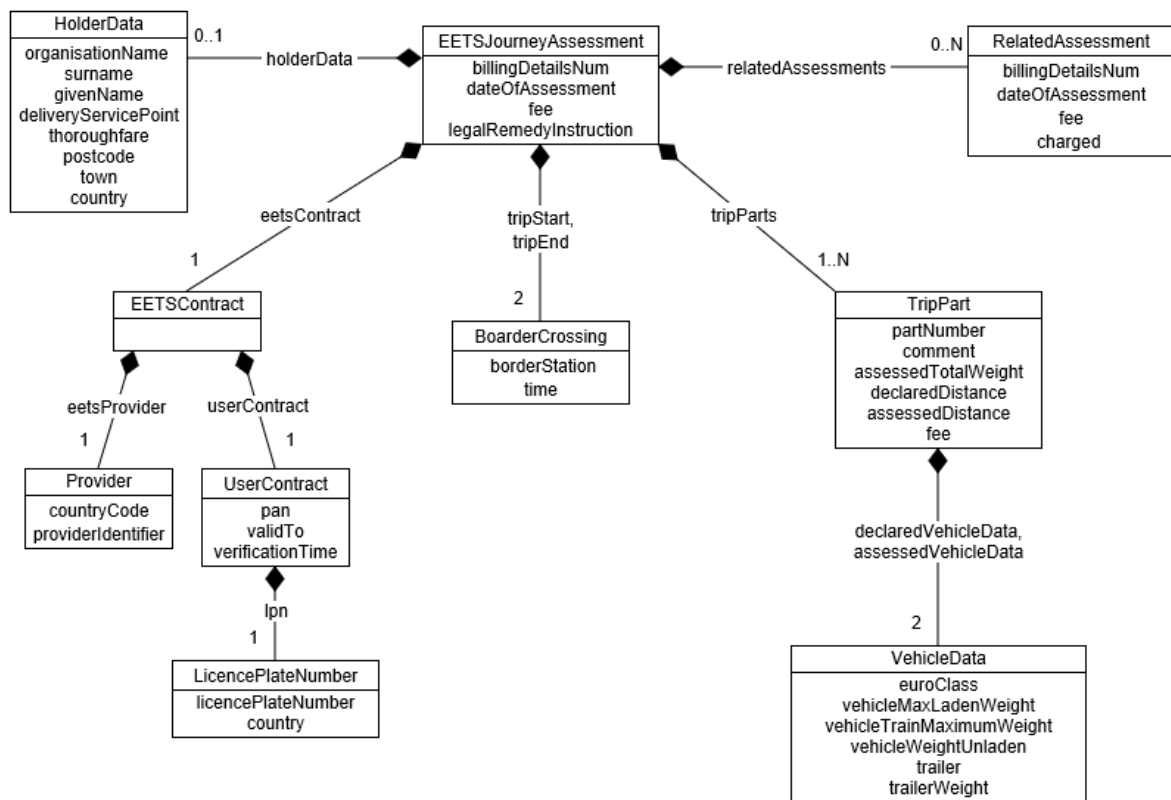 HolderData
organisationName
surname
givenName
deliveryServicePoint
thoroughfare
postcode
town
country
0..1
holderData
EETSJourneyAssessment
billingDetailsNum
dateOfAssessment
fee
legalRemedyInstruction
relatedAssessments
0..N
RelatedAssessment
billingDetailsNum
dateOfAssessment
fee
charged
eetsContract
1
tripStart,
tripEnd
2
tripParts
1..N
EETSContract
BoarderCrossing
borderStation
time
TripPart
partNumber
comment
assessedTotalWeight
declaredDistance
assessedDistance
fee
eetsProvider
1
userContract
1
Provider
countryCode
providerIdentifier
UserContract
pan
validTo
verificationTime
lpn
1
LicencePlateNumber
licencePlateNumber
country
declaredVehicleData,
assessedVehicleData
2
VehicleData
euroClass
vehicleMaxLadenWeight
vehicleTrainMaximumWeight
vehicleWeightUnladen
trailer
trailerWeight